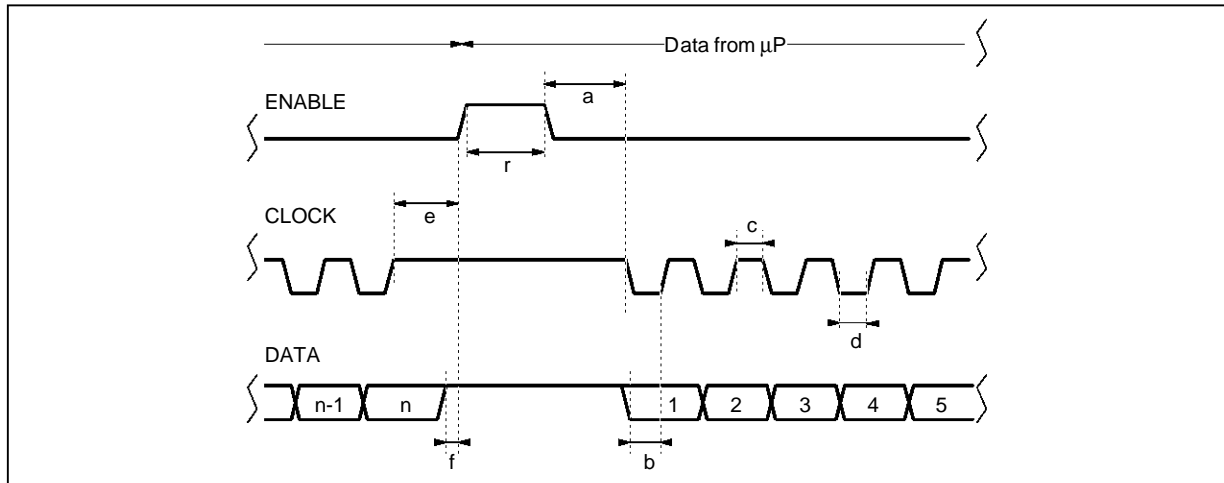 Data from μP
a
ENABLE
r
e
CLOCK
c
d
DATA
n-1 n 1 2 3 4 5
f b